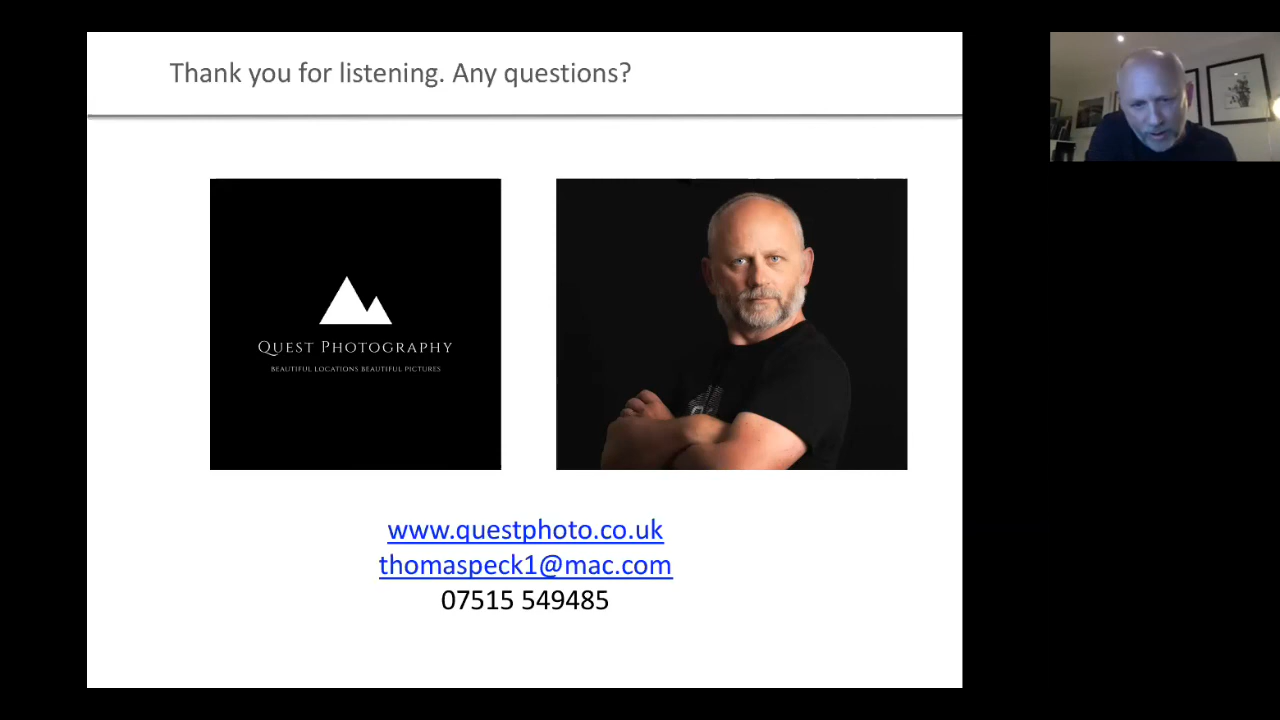 Thank you for listening. Any questions?
QUEST PHOTOGRAPHY
BEAUTIFUL LOCATIONS BEAUTIFUL PICTURES
www.questphoto.co.uk
thomaspeck1@mac.com
07515 549485